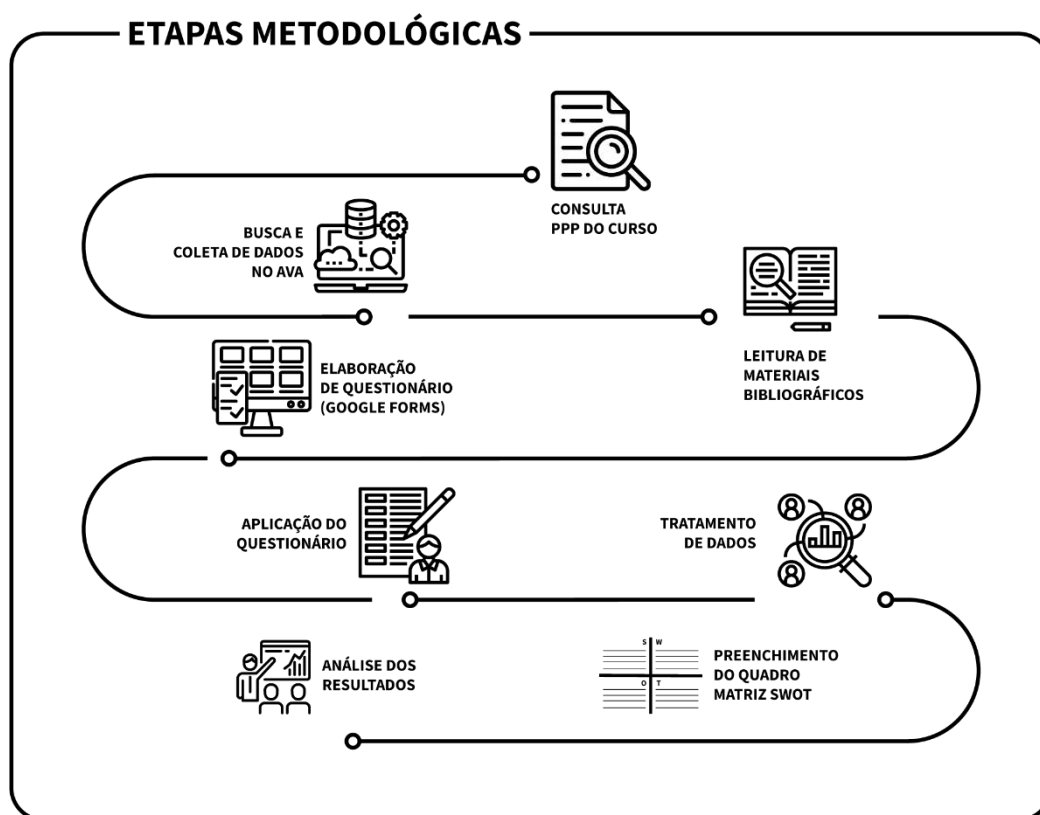 ETAPAS METODOLÓGICAS
CONSULTA
PPP DO CURSO
BUSCA E
COLETA DE DADOS
NO AVA
LEITURA DE
MATERIAIS
BIBLIOGRÁFICOS
ELABORAÇÃO
DE QUESTIONÁRIO
(GOOGLE FORMS)
APLICAÇÃO DO
QUESTIONÁRIO
TRATAMENTO
DE DADOS
S W
O T
PREENCHIMENTO
DO QUADRO
MATRIZ SWOT
ANÁLISE DOS
RESULTADOS